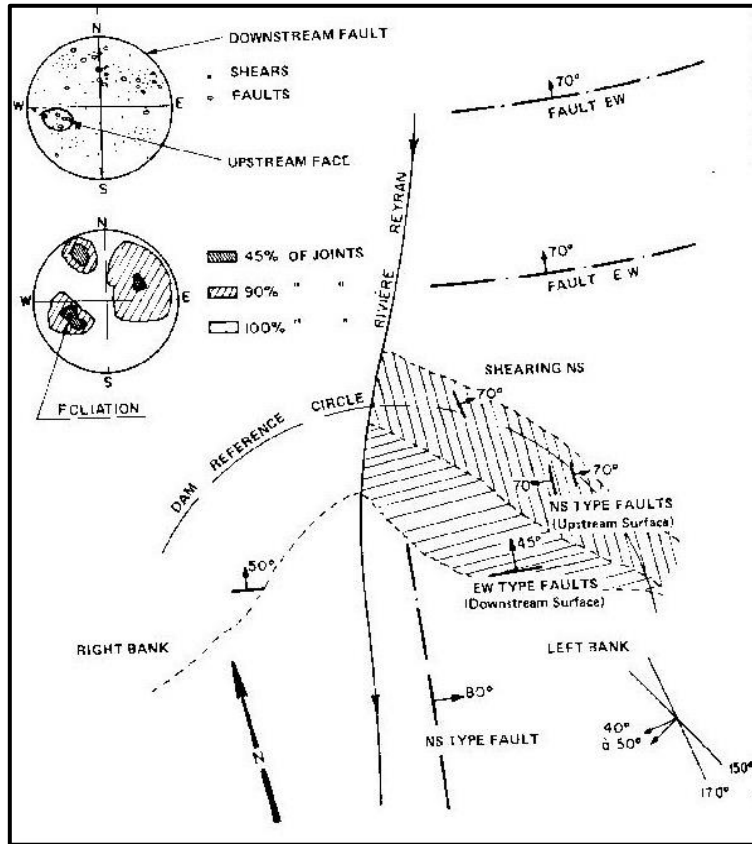 N
DOWNSTREAM FAULT
SHEARS
FAULTS
W
E
UPSTREAM FACE
S
N
45% OF JOINTS
90% " "
100% " "
W
E
S
FOLIATION
70°
FAULT EW
RIVIÈRE REYRAN
70°
FAULT EW
SHEARING NS
DAM REFERENCE CIRCLE
70°
70°
70°
NS TYPE FAULTS
(Upstream Surface)
45°
50°
EW TYPE FAULTS
(Downstream Surface)
RIGHT BANK
LEFT BANK
80°
NS TYPE FAULT
40°
à 50°
150°
170°
N